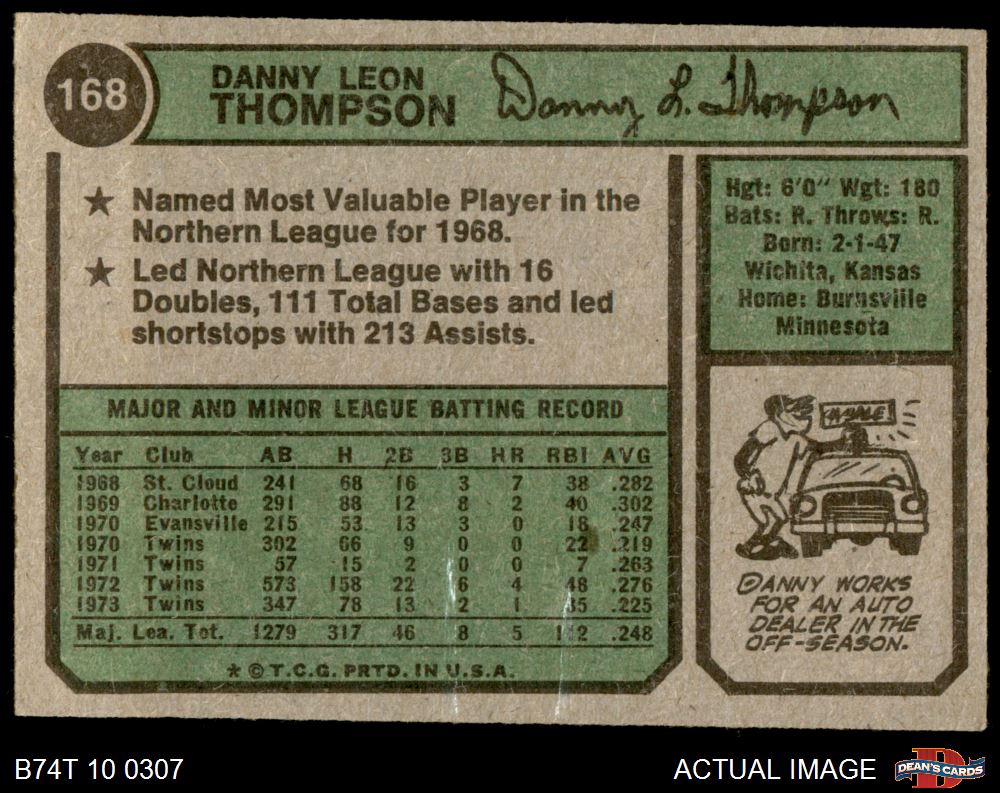 168
DANNY LEON
THOMPSON
Danny L. Thompson
★ Named Most Valuable Player in the
Northern League for 1968.
★ Led Northern League with 16
Doubles, 111 Total Bases and led
shortstops with 213 Assists.
Hgt: 6'0" Wgt: 180
Bats: R. Throws: R.
Born: 2-1-47
Wichita, Kansas
Home: Burnsville
Minnesota
MAJOR AND MINOR LEAGUE BATTING RECORD
Year Club AB H 2B 3B HR RBI AVG
1968 St. Cloud 241 68 16 3 7 38 .282
1969 Charlotte 291 88 12 8 2 40 .302
1970 Evansville 215 53 13 3 0 18 .247
1970 Twins 302 66 9 0 0 22 .219
1971 Twins 57 15 2 0 0 7 .263
1972 Twins 573 158 22 6 4 48 .276
1973 Twins 347 78 13 2 1 35 .225
Maj. Lea. Tot. 1279 317 46 8 5 112 .248
* © T.C.G. PRTD. IN U.S.A.
DANNY WORKS
FOR AN AUTO
DEALER IN THE
OFF-SEASON.
B74T 10 0307
ACTUAL IMAGE
DEAN'S CARDS